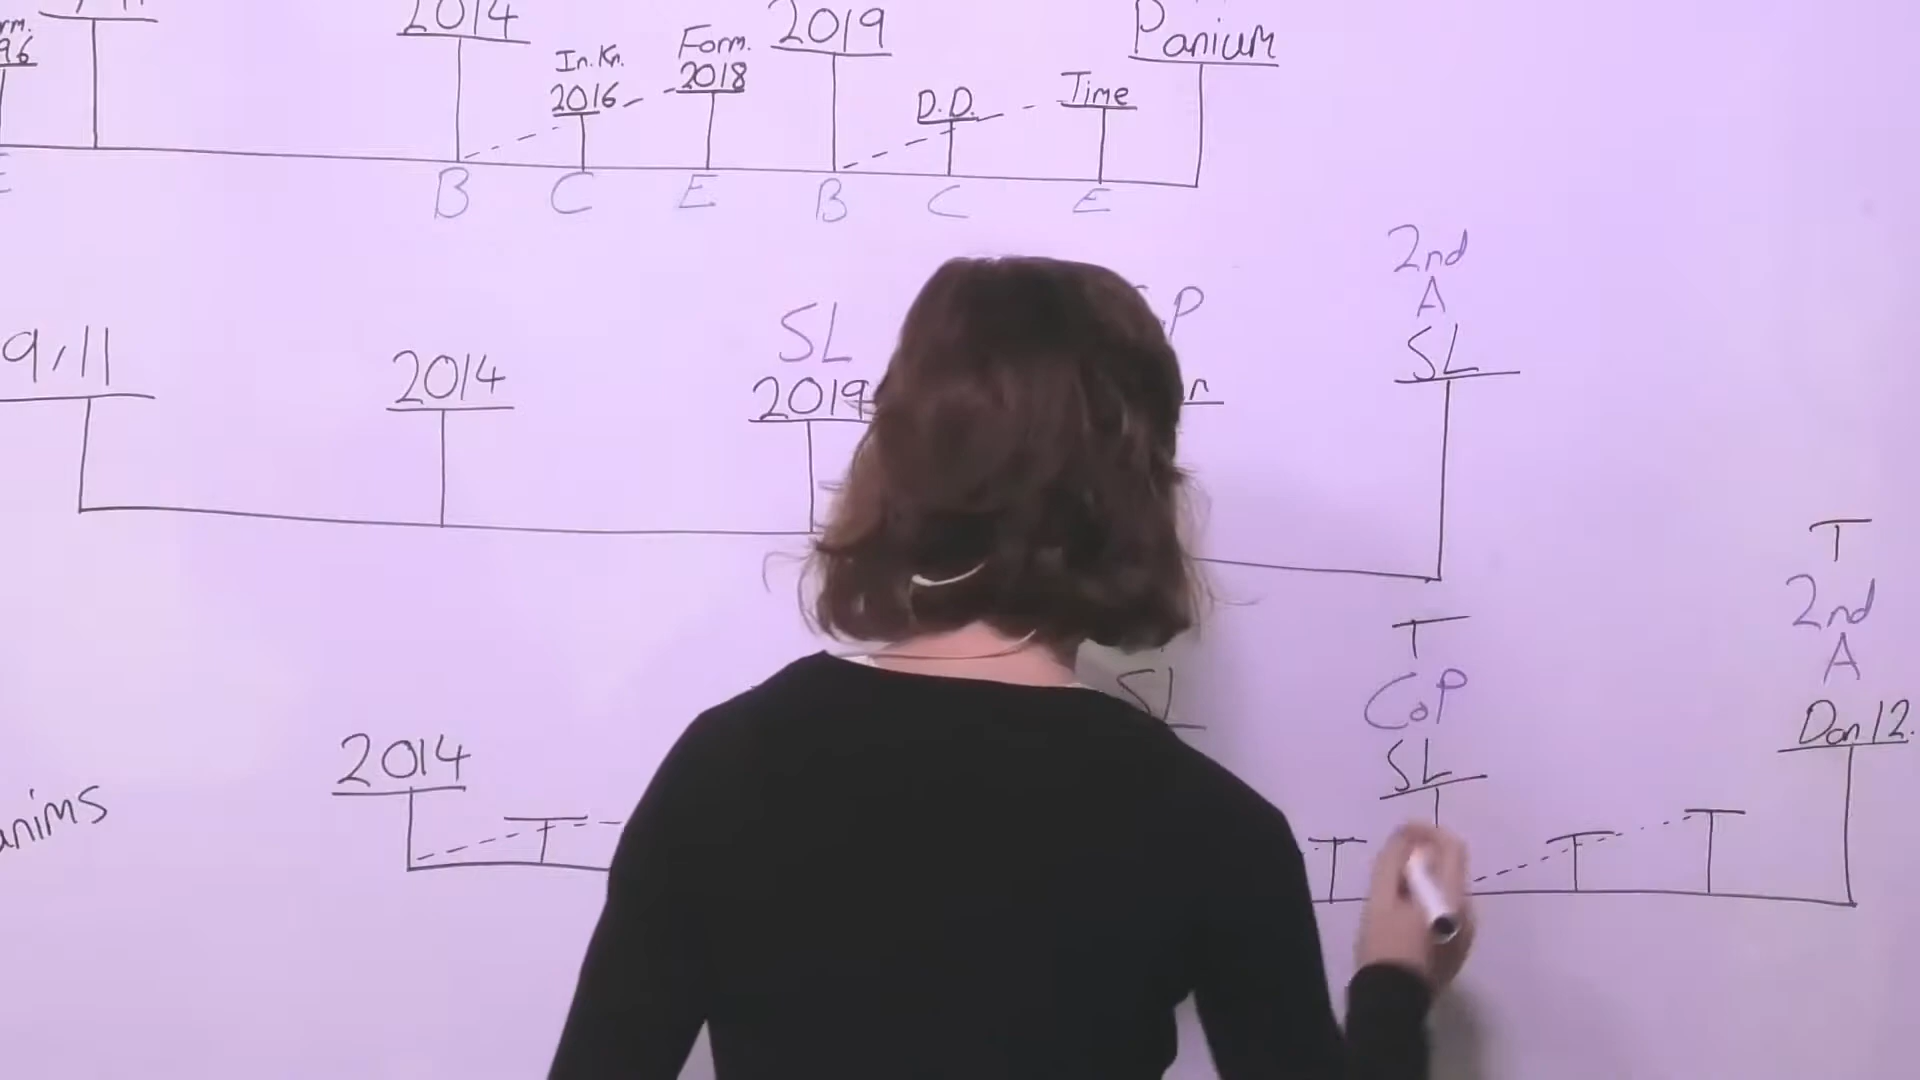 2014
In.Kn.
2016
Form.
2018
2019
D.D.
Time
Panium
B C E B C E
9/11
2014
SL
2019
P
2nd
A
SL
2014
SL
T
CoP
SL
T
2nd
A
Dan 12.